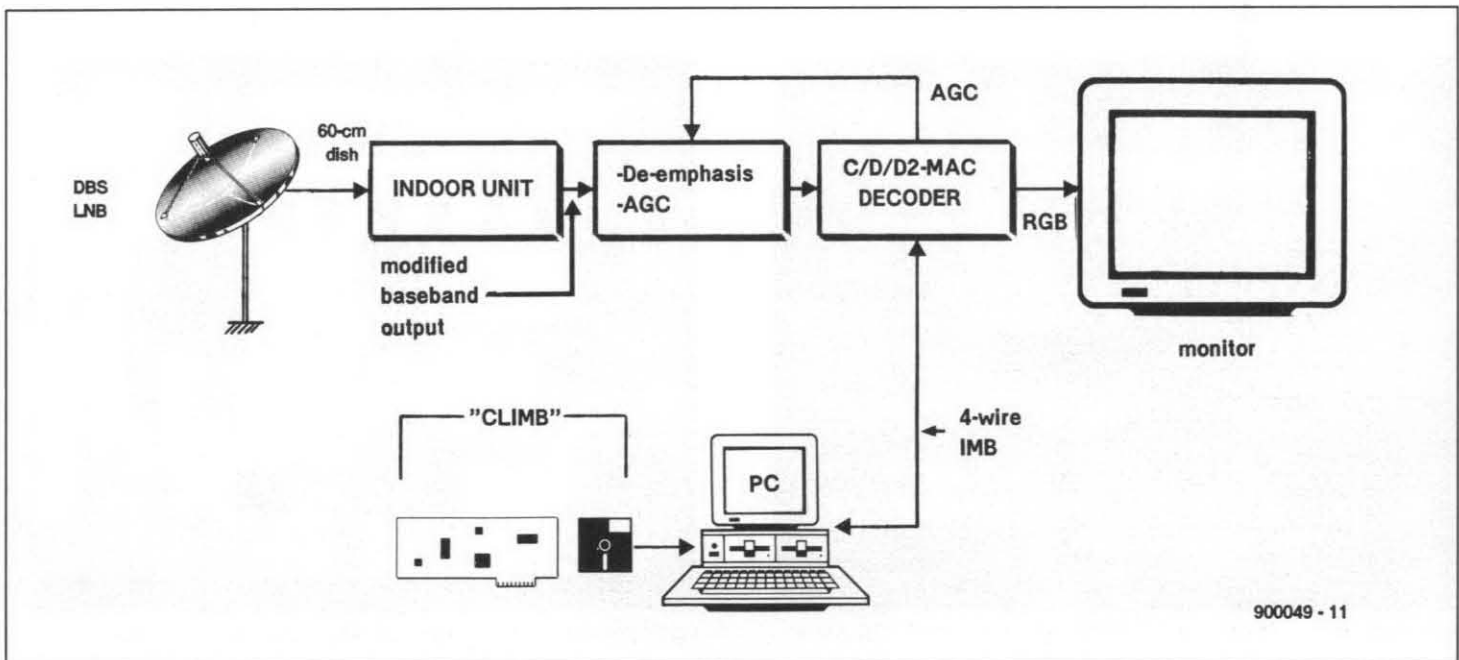 DBS
LNB
60-cm
dish
INDOOR UNIT
modified
baseband
output
-De-emphasis
-AGC
AGC
C/D/D2-MAC
DECODER
RGB
monitor
"CLIMB"
PC
4-wire
IMB
900049 - 11